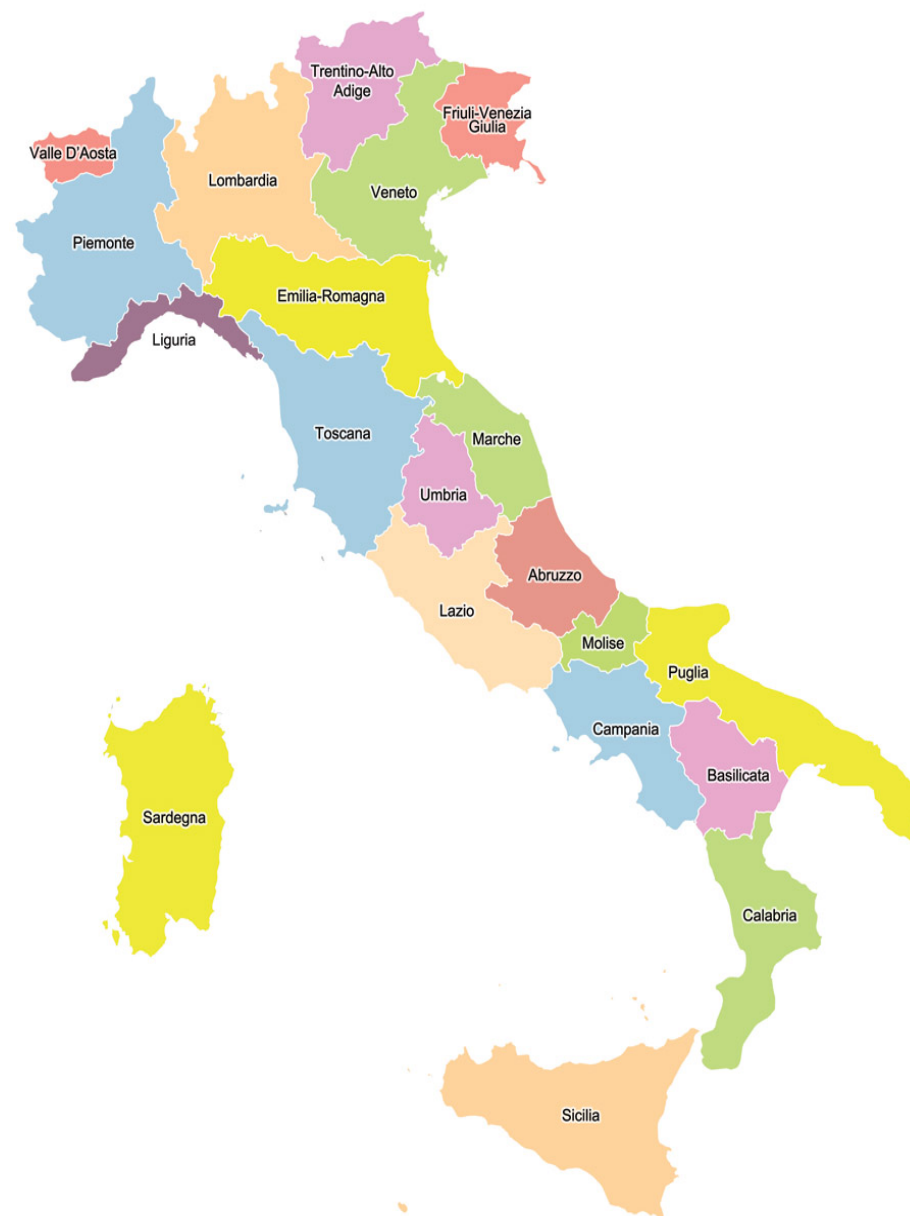 Trentino-Alto
Adige
Friuli-Venezia
Giulia
Valle D'Aosta
Lombardia
Veneto
Piemonte
Emilia-Romagna
Liguria
Toscana
Marche
Umbria
Abruzzo
Lazio
Molise
Puglia
Campania
Basilicata
Sardegna
Calabria
Sicilia